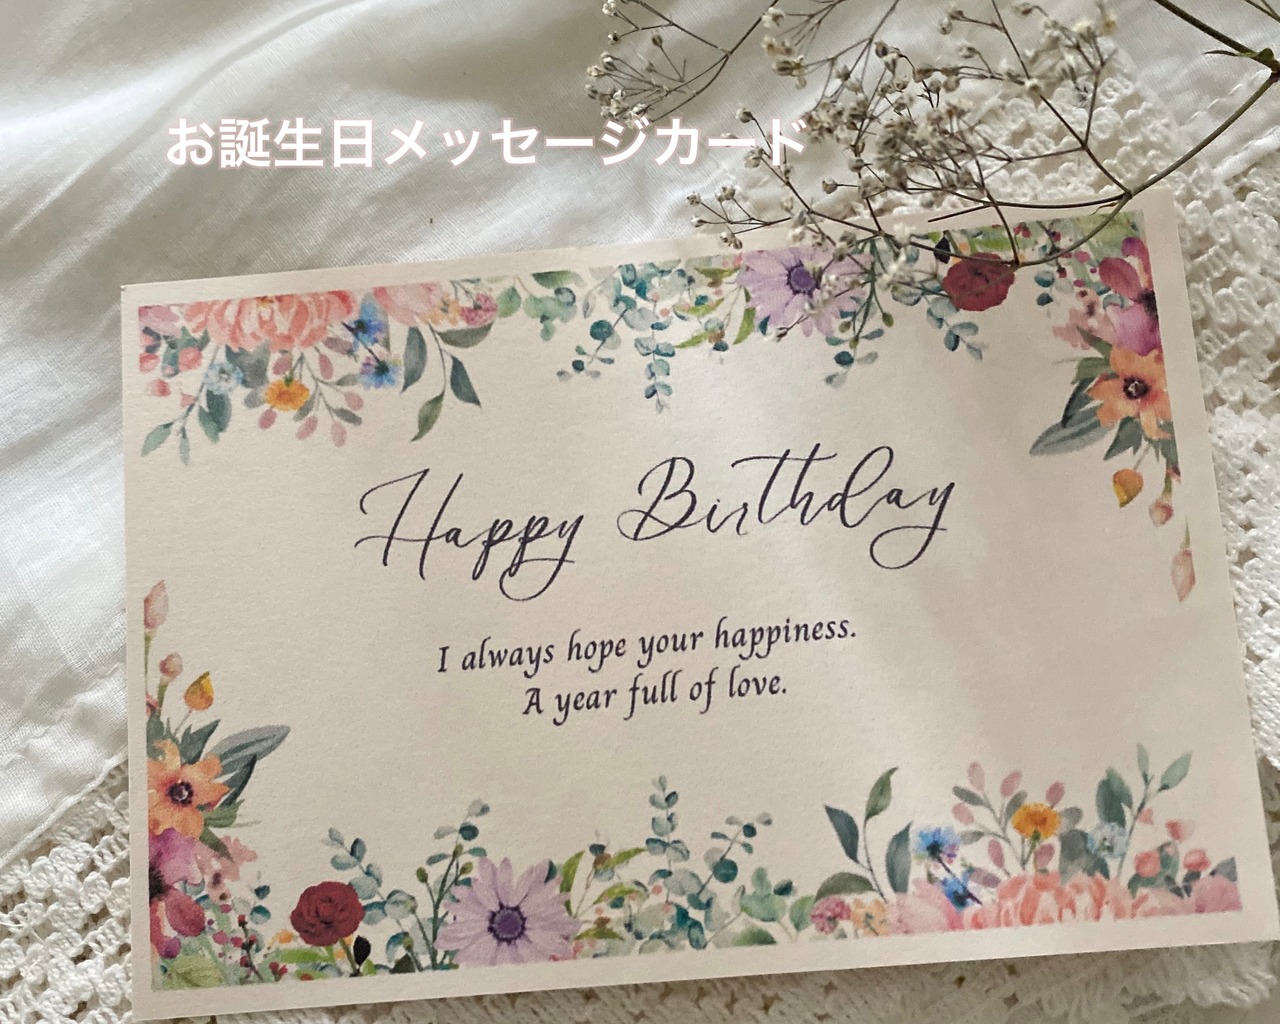 お誕生日メッセージカード
Happy Birthday
I always hope your happiness.
A year full of love.